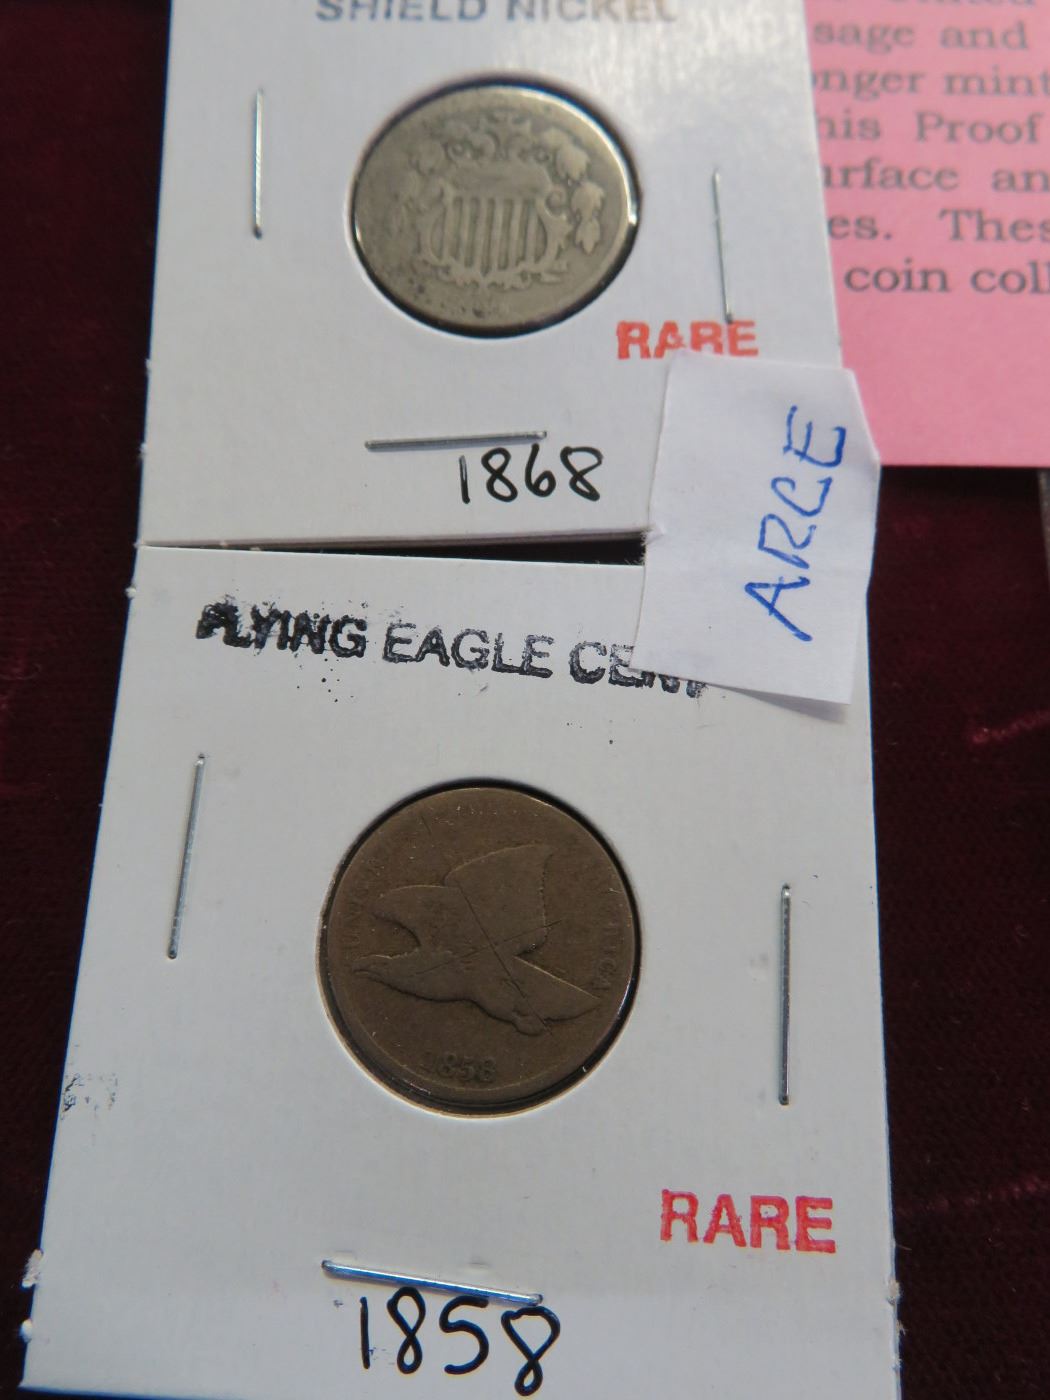 SHIELD NICKEL
RARE
1868
sage and
onger mint
his Proof
urface an
es. Thes
coin coll
ARCE
FLYING EAGLE CENT
1858
RARE
1858